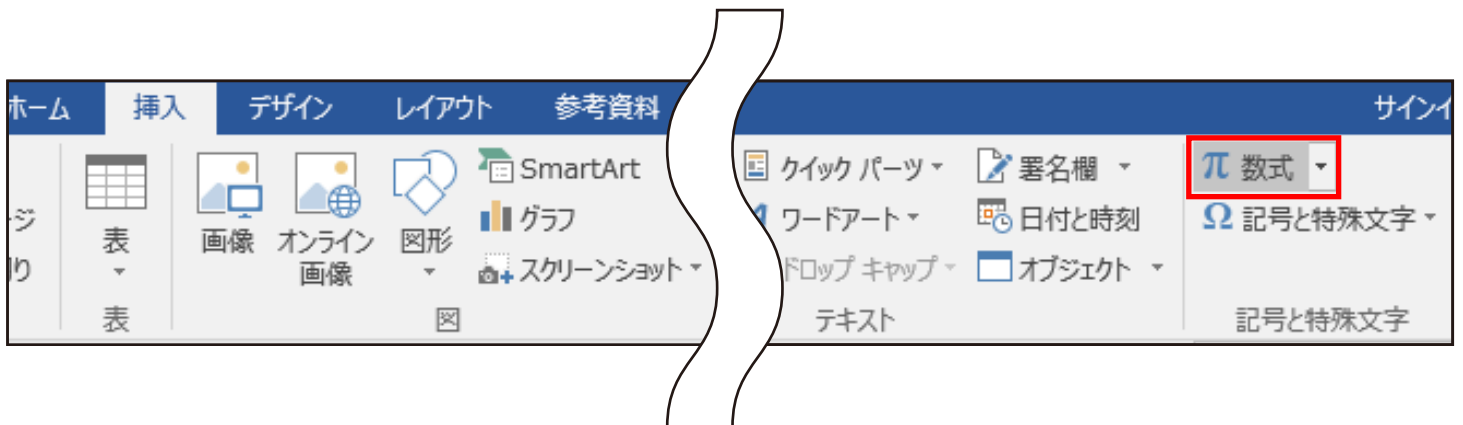 ホーム 挿入 デザイン レイアウト 参考資料 サインイ
SmartArt クイック パーツ 署名欄 π 数式
ージ 表 画像 オンライン 画像 図形 グラフ ワードアート 日付と時刻 Ω 記号と特殊文字
り スクリーンショット ドロップ キャップ オブジェクト
表 図 テキスト 記号と特殊文字